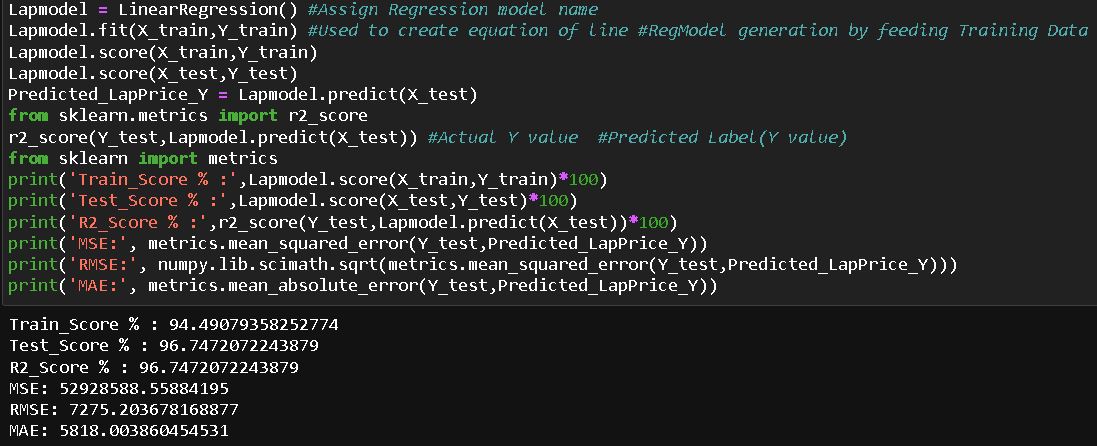 Lapmodel = LinearRegression() #Assign Regression model name
Lapmodel.fit(X_train,Y_train) #Used to create equation of line #RegModel generation by feeding Training Data
Lapmodel.score(X_train,Y_train)
Lapmodel.score(X_test,Y_test)
Predicted_LapPrice_Y = Lapmodel.predict(X_test)
from sklearn.metrics import r2_score
r2_score(Y_test,Lapmodel.predict(X_test)) #Actual Y value  #Predicted Label(Y value)
from sklearn import metrics
print('Train_Score % :',Lapmodel.score(X_train,Y_train)*100)
print('Test_Score % :',Lapmodel.score(X_test,Y_test)*100)
print('R2_Score % :',r2_score(Y_test,Lapmodel.predict(X_test))*100)
print('MSE:', metrics.mean_squared_error(Y_test,Predicted_LapPrice_Y))
print('RMSE:', numpy.lib.scimath.sqrt(metrics.mean_squared_error(Y_test,Predicted_LapPrice_Y)))
print('MAE:', metrics.mean_absolute_error(Y_test,Predicted_LapPrice_Y))
Train_Score % : 94.49079358252774
Test_Score % : 96.7472072243879
R2_Score % : 96.7472072243879
MSE: 52928588.55884195
RMSE: 7275.203678168877
MAE: 5818.003860454531